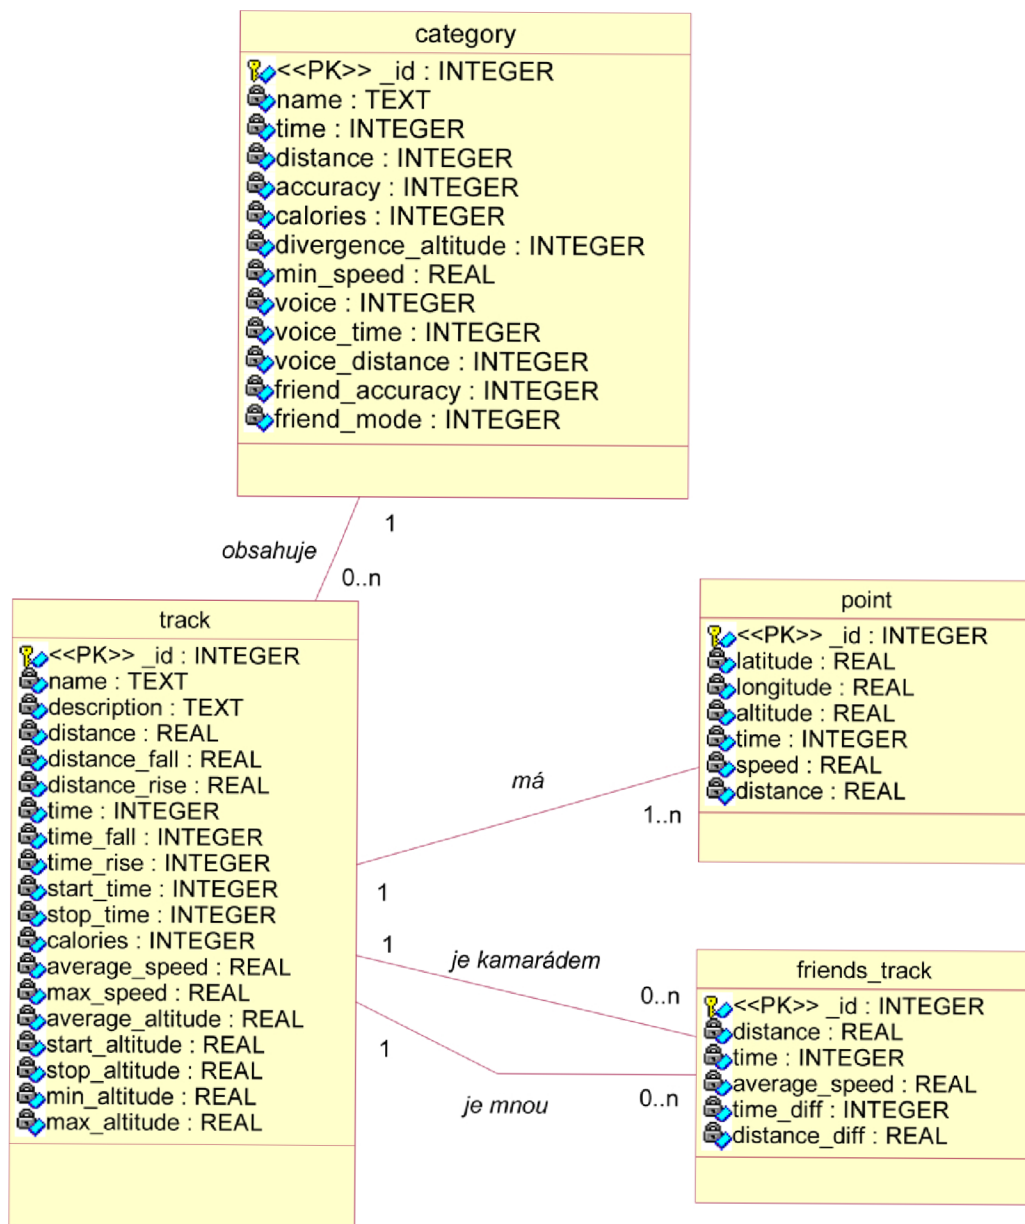 category
<<PK>> _id : INTEGER
name : TEXT
time : INTEGER
distance : INTEGER
accuracy : INTEGER
calories : INTEGER
divergence_altitude : INTEGER
min_speed : REAL
voice : INTEGER
voice_time : INTEGER
voice_distance : INTEGER
friend_accuracy : INTEGER
friend_mode : INTEGER
1
obsahuje
0..n
track
<<PK>> _id : INTEGER
name : TEXT
description : TEXT
distance : REAL
distance_fall : REAL
distance_rise : REAL
time : INTEGER
time_fall : INTEGER
time_rise : INTEGER
start_time : INTEGER
stop_time : INTEGER
calories : INTEGER
average_speed : REAL
max_speed : REAL
average_altitude : REAL
start_altitude : REAL
stop_altitude : REAL
min_altitude : REAL
max_altitude : REAL
point
<<PK>> _id : INTEGER
latitude : REAL
longitude : REAL
altitude : REAL
time : INTEGER
speed : REAL
distance : REAL
má
1..n
1
1
je kamarádem
0..n
1
je mnou
0..n
friends_track
<<PK>> _id : INTEGER
distance : REAL
time : INTEGER
average_speed : REAL
time_diff : INTEGER
distance_diff : REAL